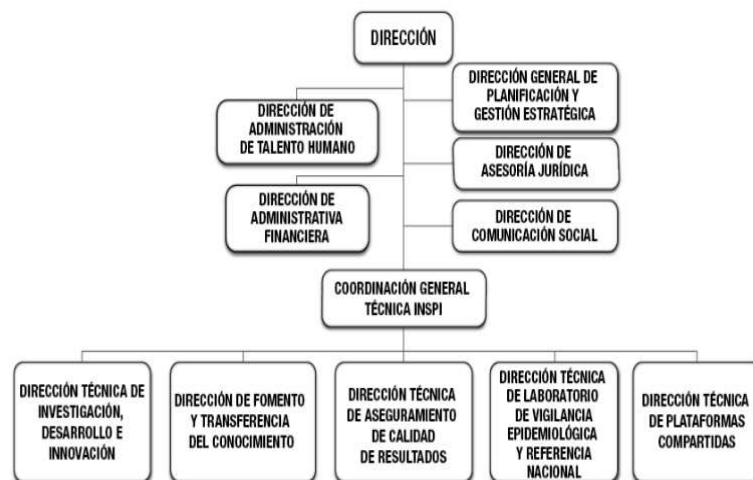 DIRECCIÓN
DIRECCIÓN GENERAL DE
PLANIFICACIÓN Y
GESTIÓN ESTRATÉGICA
DIRECCIÓN DE
ADMINISTRACIÓN
DE TALENTO HUMANO
DIRECCIÓN DE
ASESORÍA JURÍDICA
DIRECCIÓN DE
ADMINISTRATIVA
FINANCIERA
DIRECCIÓN DE
COMUNICACIÓN SOCIAL
COORDINACIÓN GENERAL
TÉCNICA INSPI
DIRECCIÓN TÉCNICA DE
INVESTIGACIÓN,
DESARROLLO E
INNOVACIÓN
DIRECCIÓN DE FOMENTO
Y TRANSFERENCIA
DEL CONOCIMIENTO
DIRECCIÓN TÉCNICA
DE ASEGURAMIENTO
DE CALIDAD
DE RESULTADOS
DIRECCIÓN TÉCNICA
DE LABORATORIO
DE VIGILANCIA
EPIDEMIOLÓGICA
Y REFERENCIA
NACIONAL
DIRECCIÓN TÉCNICA
DE PLATAFORMAS
COMPARTIDAS